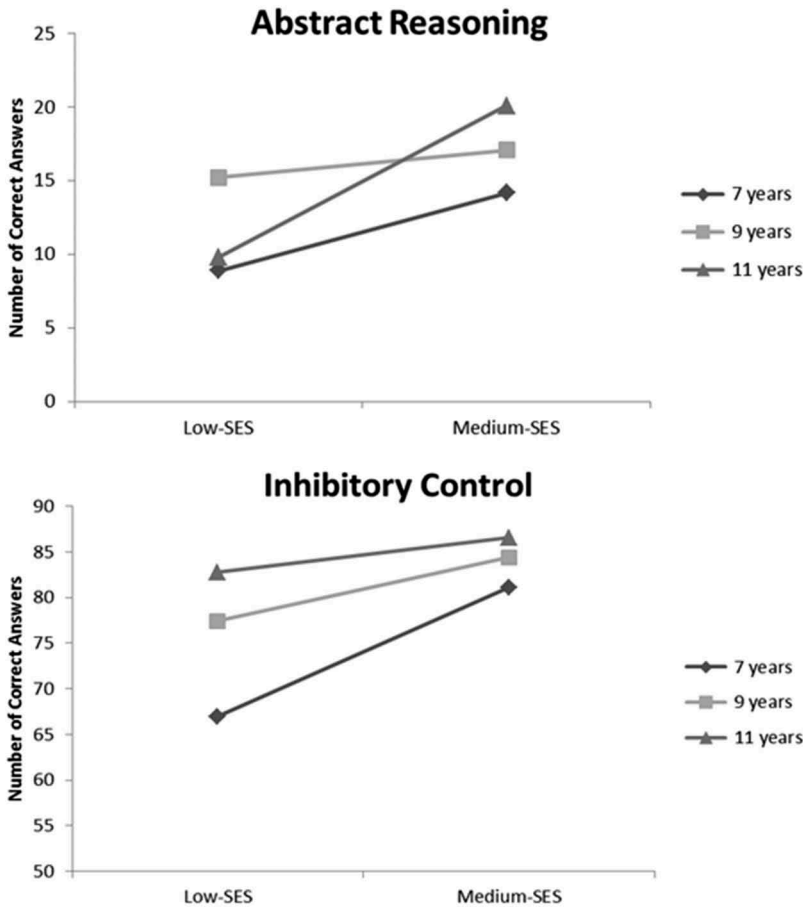 Abstract Reasoning
Number of Correct Answers
25
20
15
10
5
0
Low-SES
Medium-SES
7 years
9 years
11 years
Inhibitory Control
Number of Correct Answers
90
85
80
75
70
65
60
55
50
Low-SES
Medium-SES
7 years
9 years
11 years